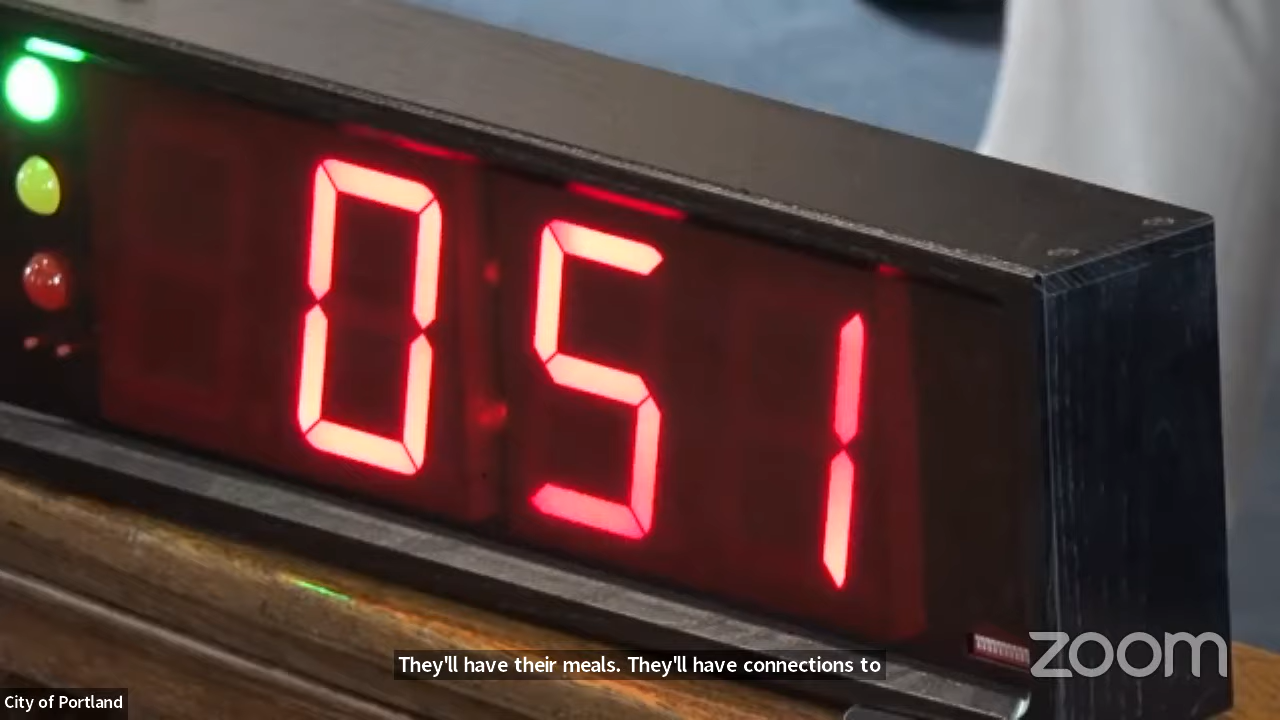 051
They'll have their meals. They'll have connections to
zoom
City of Portland